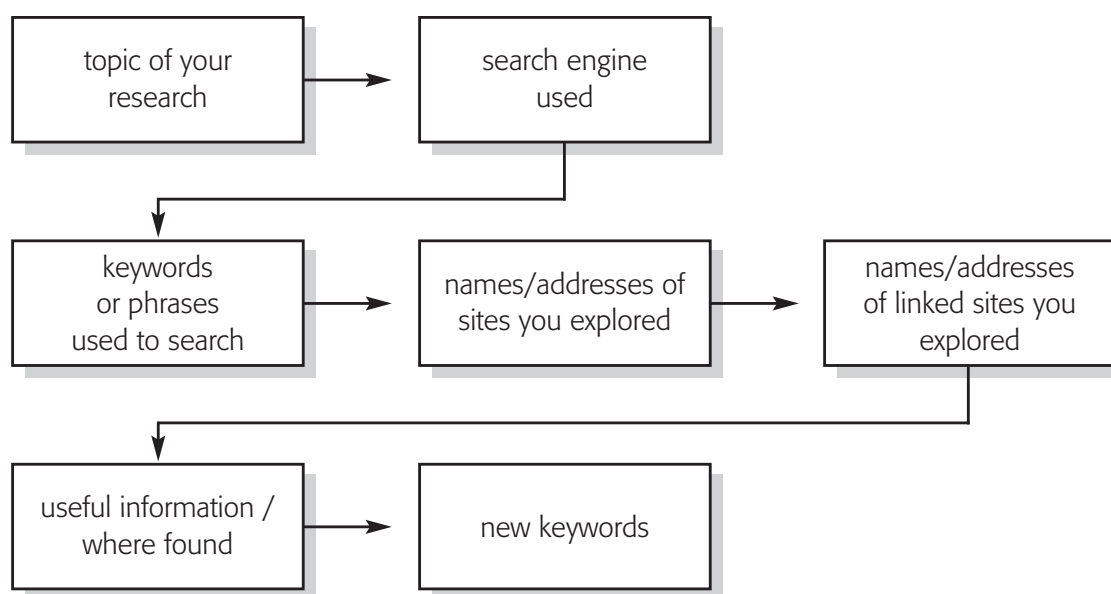 topic of your
research
search engine
used
keywords
or phrases
used to search
names/addresses of
sites you explored
names/addresses
of linked sites you
explored
useful information /
where found
new keywords